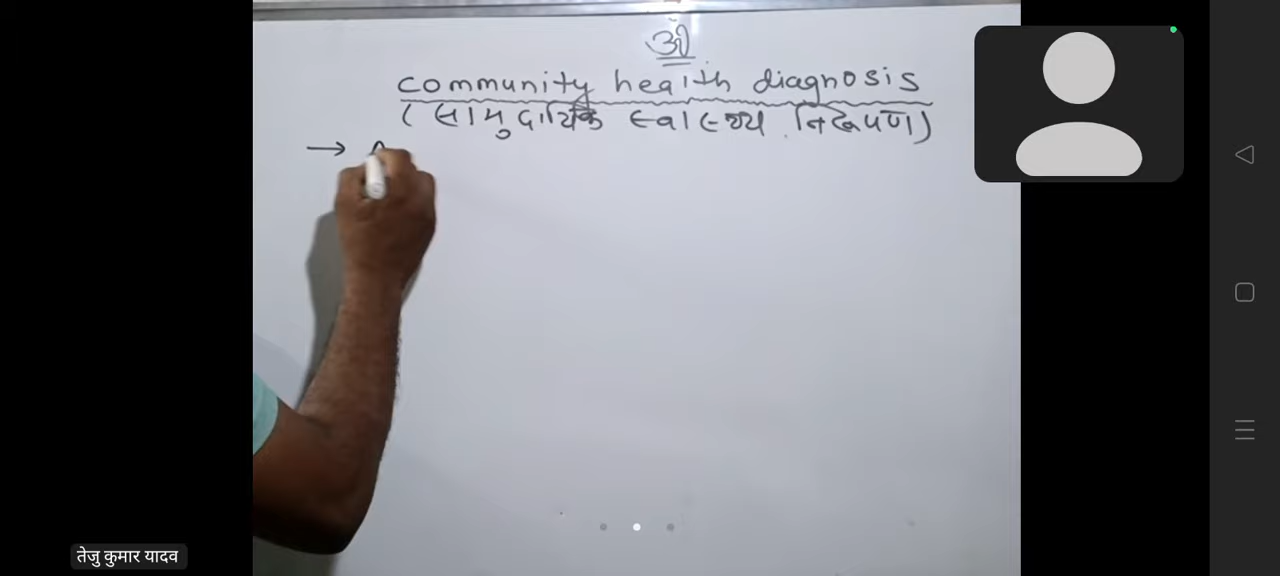 ॐ
community health diagnosis
(सामुदायिक स्वास्थ्य निरूपण)
→
तेजु कुमार यादव